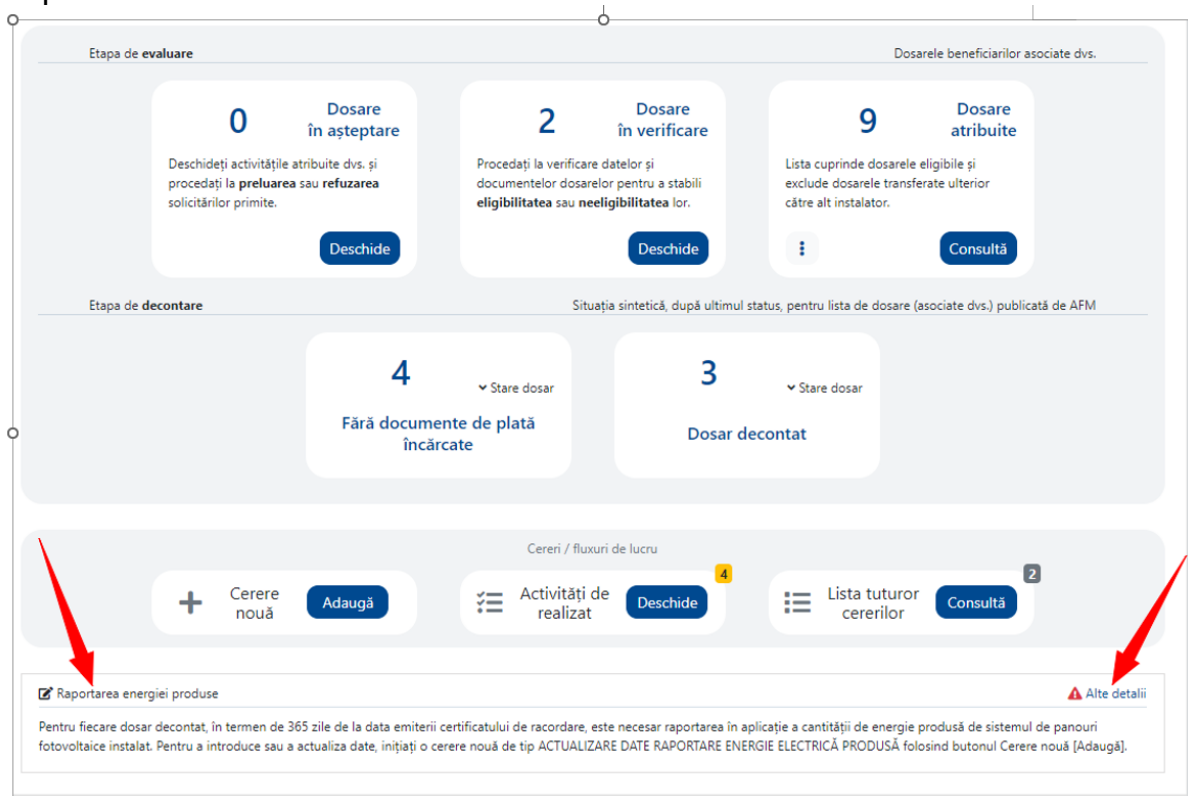 Etapa de evaluare
Dosarele beneficiarilor asociate dvs.
0
Dosare
în așteptare
Deschideți activitățile atribuite dvs. și
procedați la preluarea sau refuzarea
solicitărilor primite.
Deschide
2
Dosare
în verificare
Procedați la verificare datelor și
documentelor dosarelor pentru a stabili
eligibilitatea sau neeligibilitatea lor.
Deschide
9
Dosare
atribuite
Lista cuprinde dosarele eligibile și
exclude dosarele transferate ulterior
către alt instalator.
Consultă
Etapa de decontare
Situația sintetică, după ultimul status, pentru lista de dosare (asociate dvs.) publicată de AFM
4
Stare dosar
Fără documente de plată
încărcate
3
Stare dosar
Dosar decontat
Cereri / fluxuri de lucru
Cerere
nouă
Adaugă
Activități de
realizat
Deschide
4
Lista tuturor
cererilor
Consultă
2
Raportarea energiei produse
Alte detalii
Pentru fiecare dosar decontat, în termen de 365 zile de la data emiterii certificatului de racordare, este necesar raportarea în aplicație a cantității de energie produsă de sistemul de panouri
fotovoltaice instalat. Pentru a introduce sau a actualiza date, inițiați o cerere nouă de tip ACTUALIZARE DATE RAPORTARE ENERGIE ELECTRICĂ PRODUSĂ folosind butonul Cerere nouă [Adaugă].